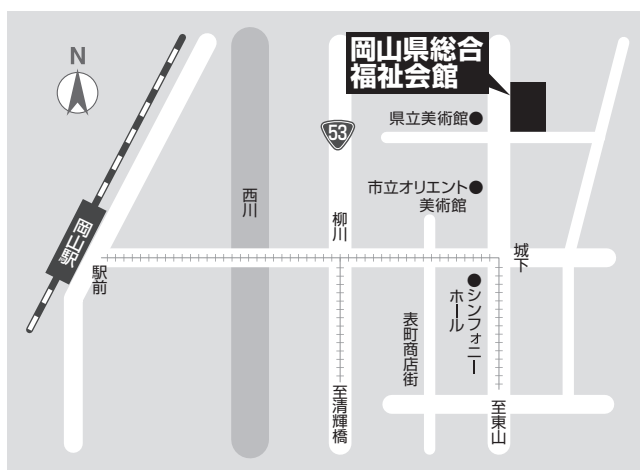 岡山県総合
福祉会館
N
県立美術館
53
市立オリエント
美術館
西川
柳川
岡山駅
駅前
城下
シンフォニー
ホール
表町商店街
至清輝橋
至東山